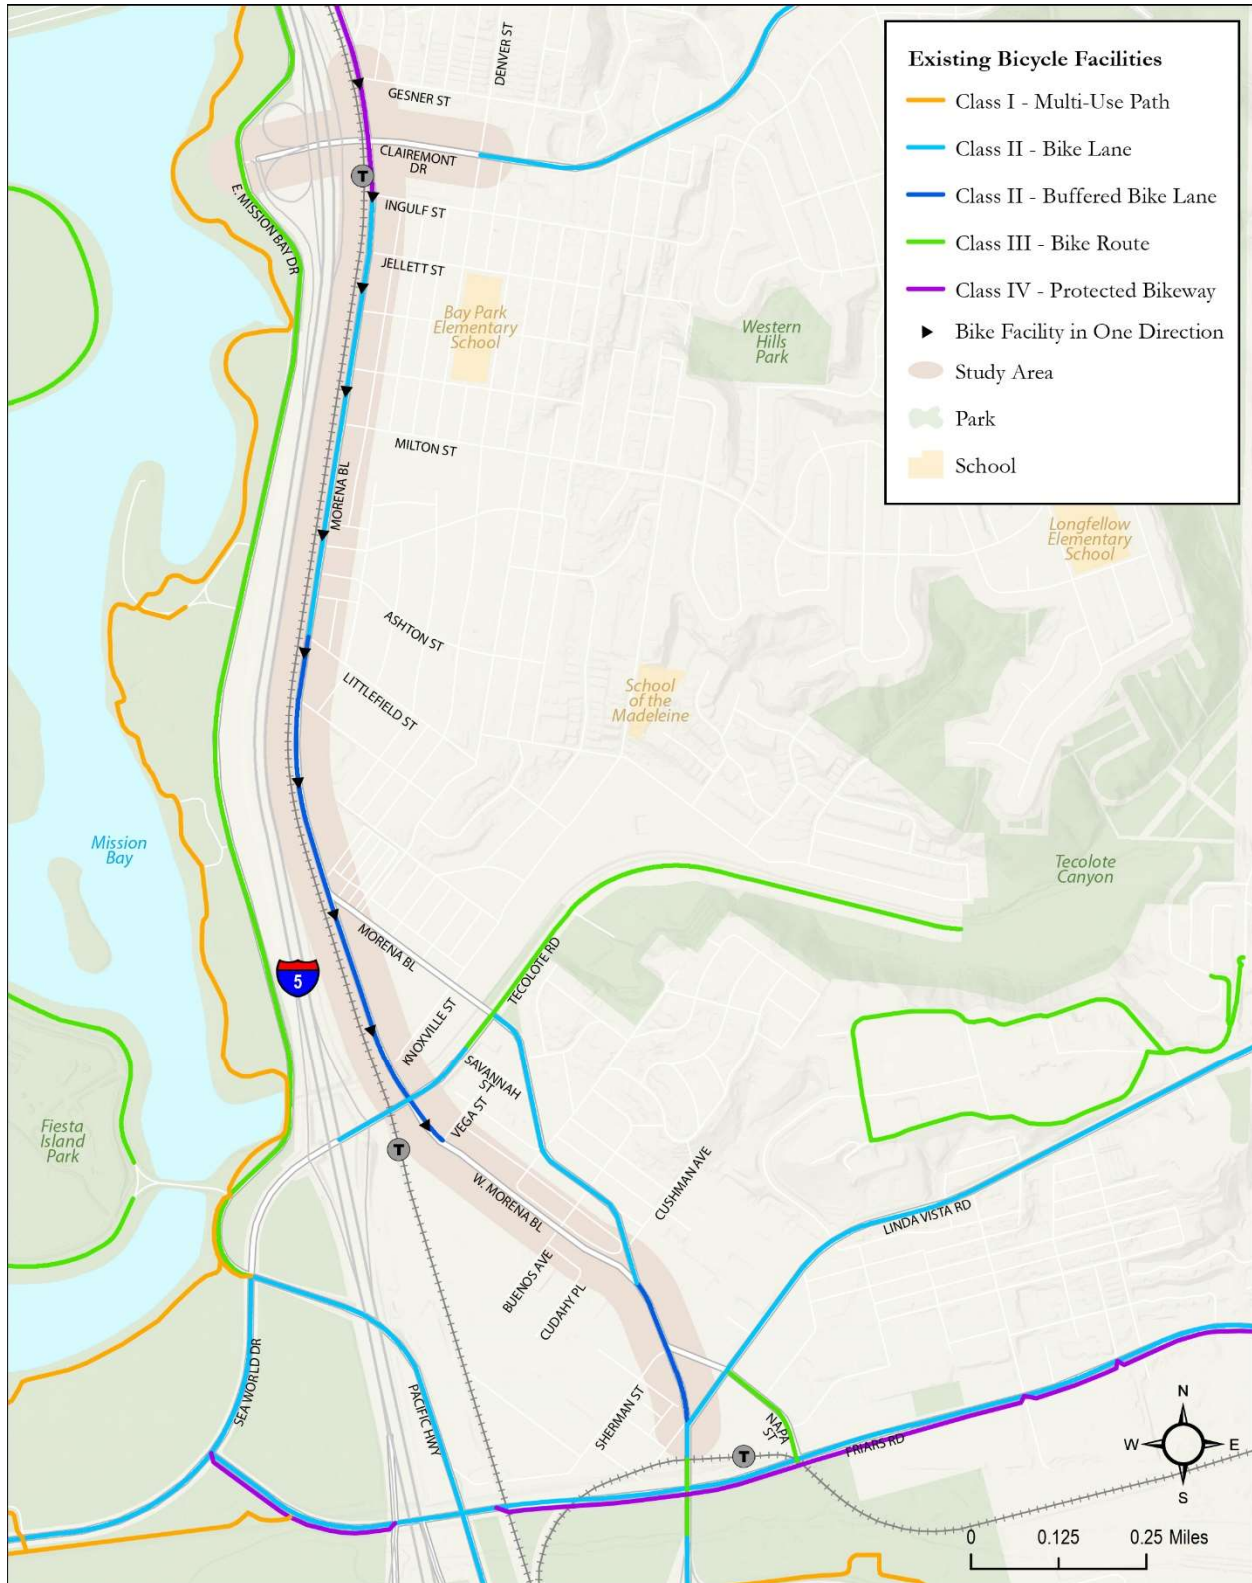 Existing Bicycle Facilities
Class I - Multi-Use Path
Class II - Bike Lane
Class II - Buffered Bike Lane
Class III - Bike Route
Class IV - Protected Bikeway
Bike Facility in One Direction
Study Area
Park
School
DENVER ST
GESNER ST
CLAIREMONT
DR
T
INGULF ST
E. MISSION BAY DR
JELLETT ST
Bay Park
Elementary
School
Western
Hills
Park
MILTON ST
MORENA BL
Longfellow
Elementary
School
ASHTON ST
LITTLEFIELD ST
School
of the
Madeleine
Mission
Bay
Tecolote
Canyon
MORENA BL
TECOLOTE RD
5
KNOXVILLE ST
SAVANNAH
ST
VEGA ST
Fiesta
Island
Park
T
W. MORENA BL
CUSHMAN AVE
LINDA VISTA RD
BUENOS AVE
CUDAHY PL
SEA WORLD DR
PACIFIC HWY
SHERMAN ST
NAPA
ST
FRIARS RD
T
N
W
E
S
0
0.125
0.25 Miles